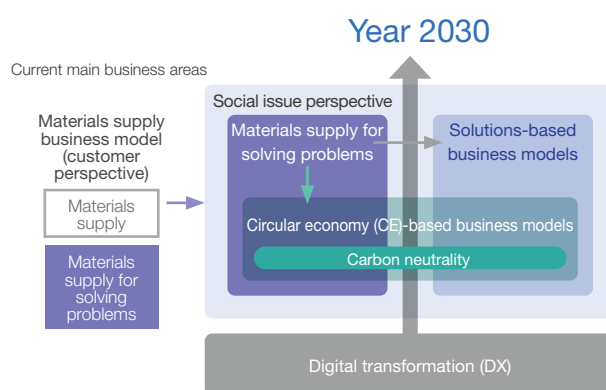 Year 2030
Current main business areas
Social issue perspective
Materials supply
business model
(customer
perspective)
Materials
supply
Materials
supply for
solving
problems
Materials supply for
solving problems
Solutions-based
business models
Circular economy (CE)-based business models
Carbon neutrality
Digital transformation (DX)